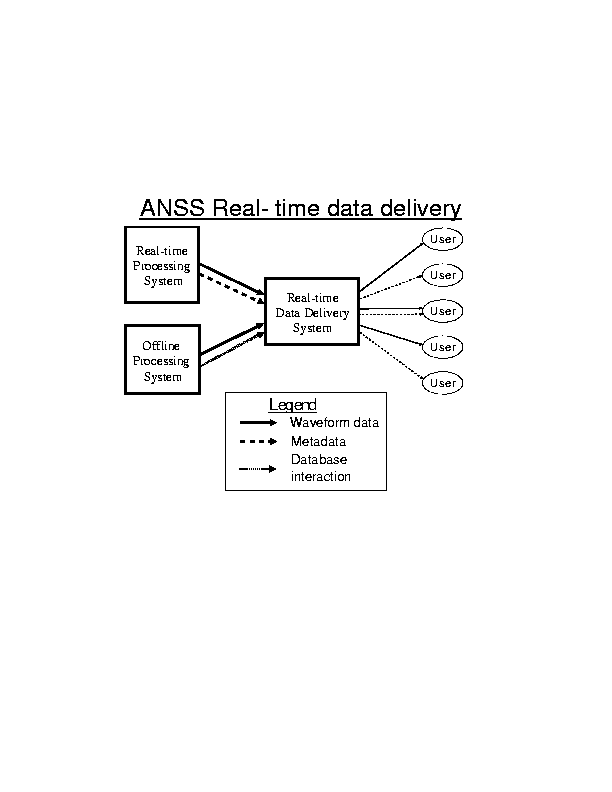 ANSS Real- time data delivery
Real-time
Processing
System
Offline
Processing
System
Real-time
Data Delivery
System
User
User
User
User
User
Legend
Waveform data
Metadata
Database
interaction